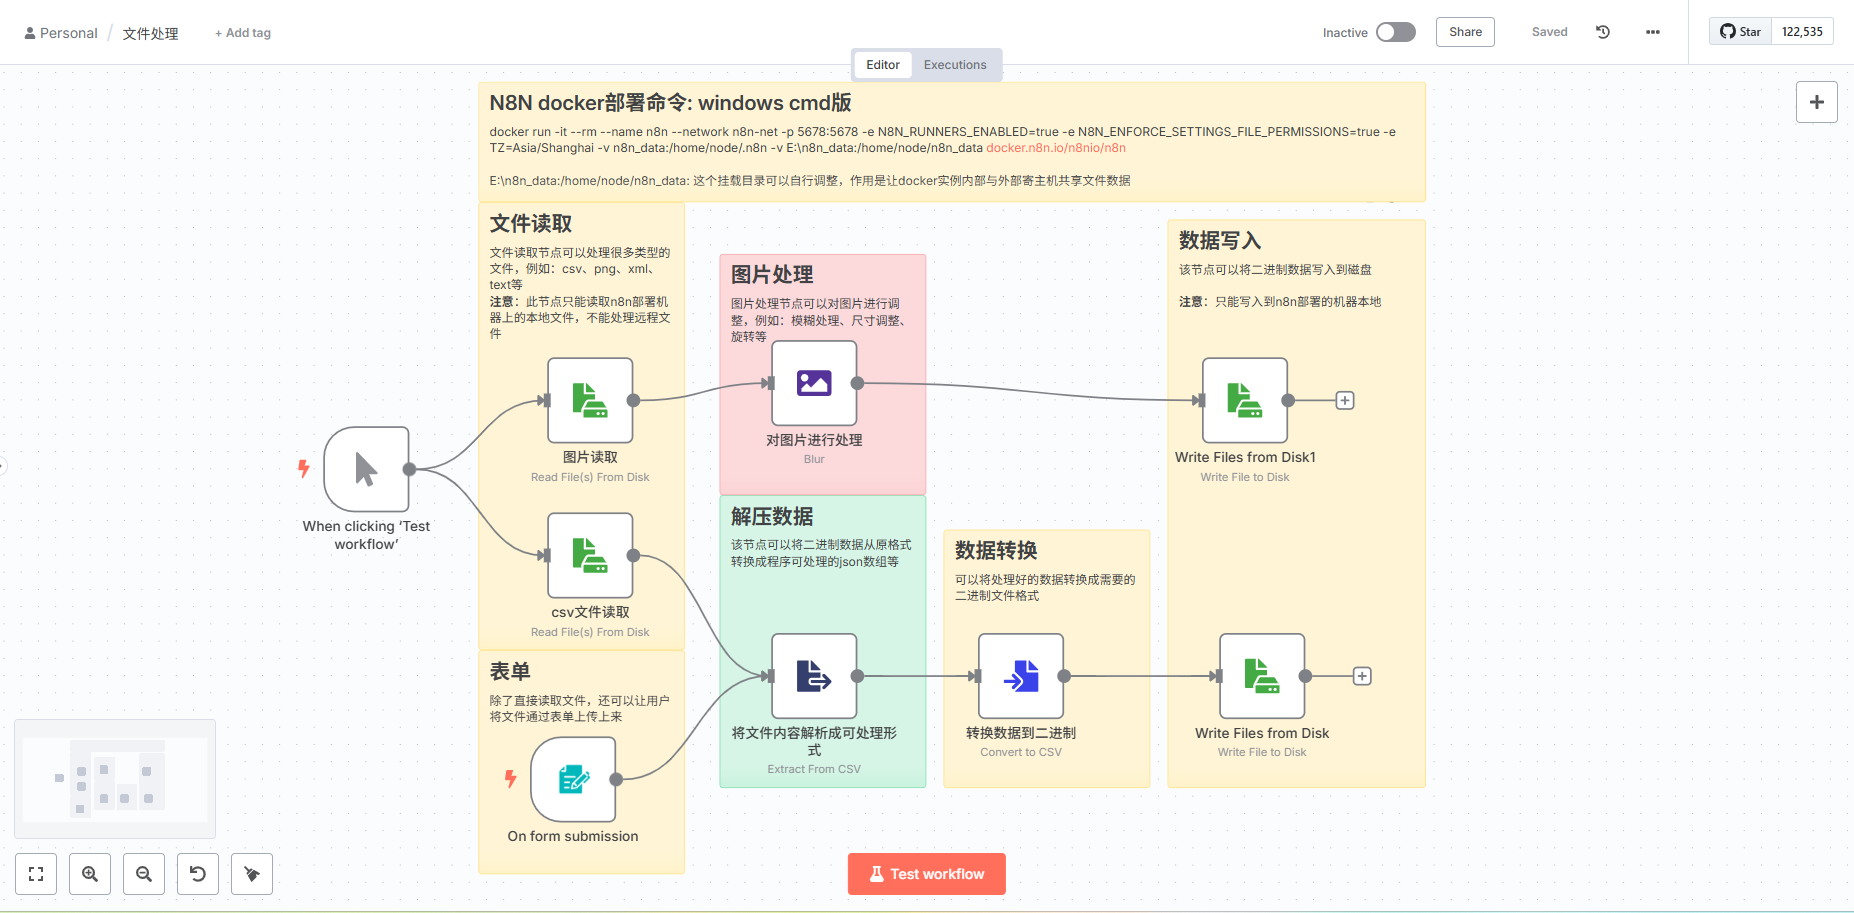 Personal / 文件处理 + Add tag
Inactive Share Saved Star 122,535
Editor Executions
N8N docker部署命令: windows cmd版
docker run -it --rm --name n8n --network n8n-net -p 5678:5678 -e N8N_RUNNERS_ENABLED=true -e N8N_ENFORCE_SETTINGS_FILE_PERMISSIONS=true -e
TZ=Asia/Shanghai -v n8n_data:/home/node/.n8n -v E:\n8n_data:/home/node/n8n_data docker.n8n.io/n8nio/n8n
E:\n8n_data:/home/node/n8n_data: 这个挂载目录可以自行调整，作用是让docker实例内部与外部寄主机共享文件数据
文件读取
文件读取节点可以处理很多类型的
文件，例如：csv、png、xml、
text等
注意：此节点只能读取n8n部署机
器上的本地文件，不能处理远程文
件
图片读取
Read File(s) From Disk
csv文件读取
Read File(s) From Disk
When clicking ‘Test
workflow’
表单
除了直接读取文件，还可以让用户
将文件通过表单上传上来
On form submission
图片处理
图片处理节点可以对图片进行调
整，例如：模糊处理、尺寸调整、
旋转等
对图片进行处理
Blur
解压数据
该节点可以将二进制数据从原格式
转换成程序可处理的json数组等
将文件内容解析成可处理形
式
Extract From CSV
数据转换
可以将处理好的数据转换成需要的
二进制文件格式
转换数据到二进制
Convert to CSV
数据写入
该节点可以将二进制数据写入到磁盘
注意：只能写入到n8n部署的机器本地
Write Files from Disk1
Write File to Disk
Write Files from Disk
Write File to Disk
Test workflow